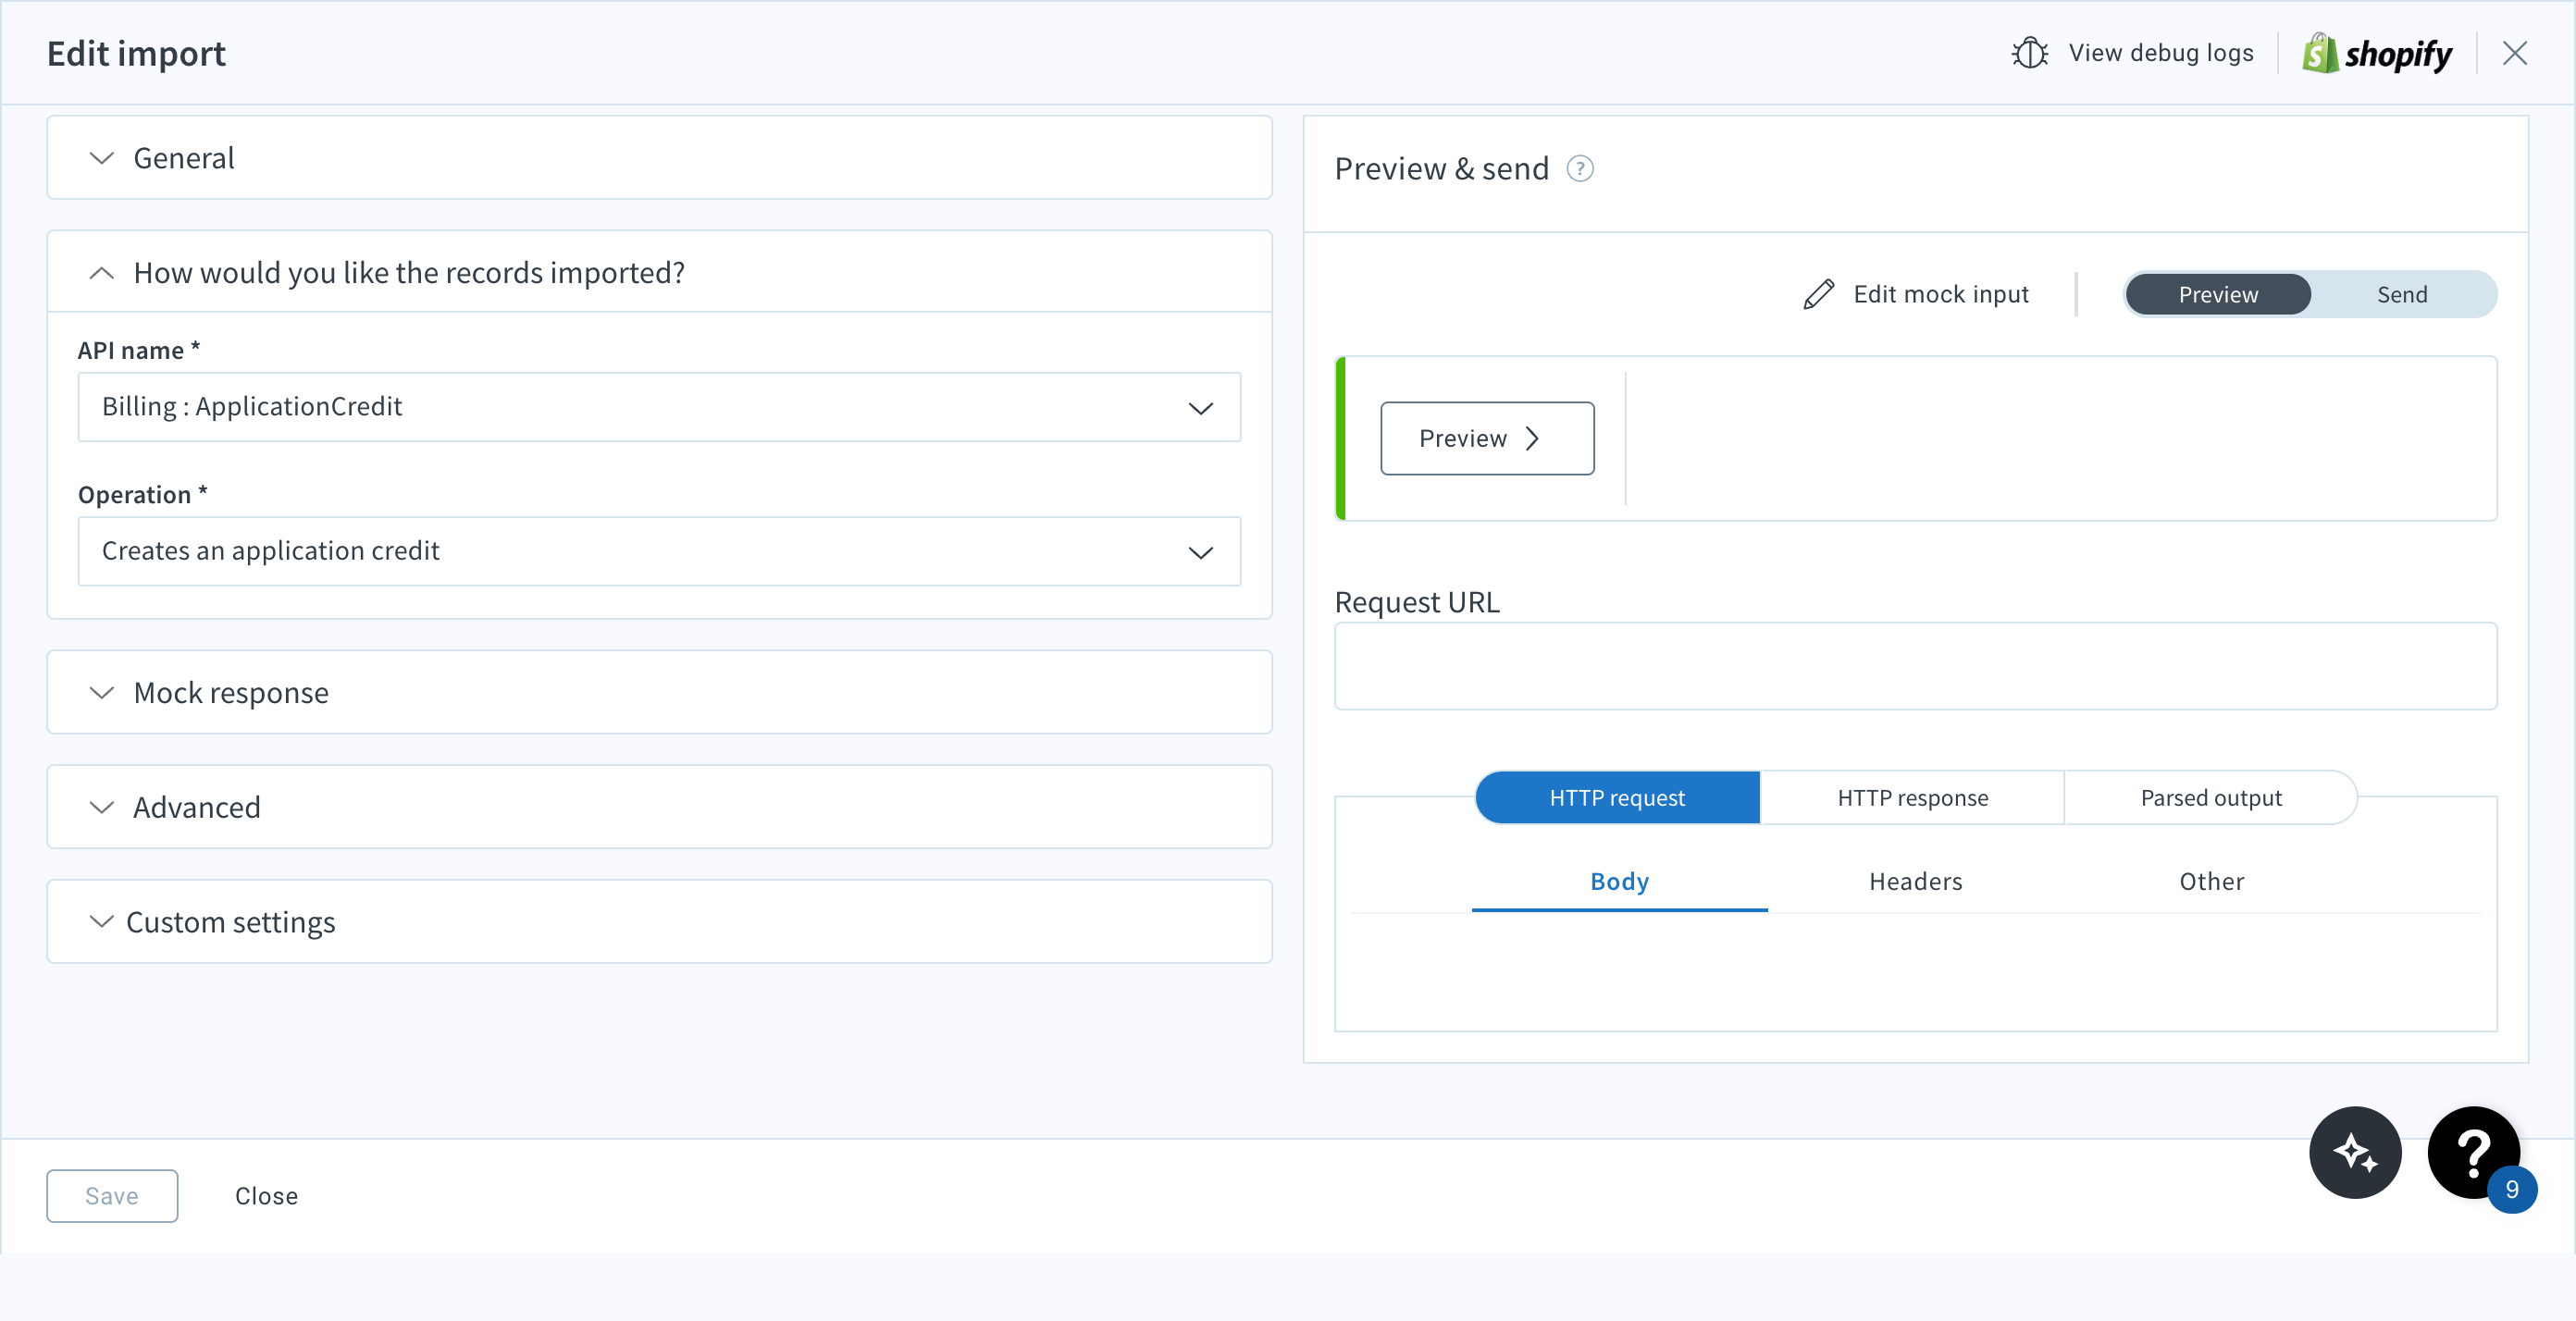 Edit import
View debug logs
shopify
General
How would you like the records imported?
API name *
Billing : ApplicationCredit
Operation *
Creates an application credit
Mock response
Advanced
Custom settings
Preview & send ?
Edit mock input
Preview
Send
Preview
Request URL
HTTP request
HTTP response
Parsed output
Body
Headers
Other
Save
Close
?
9